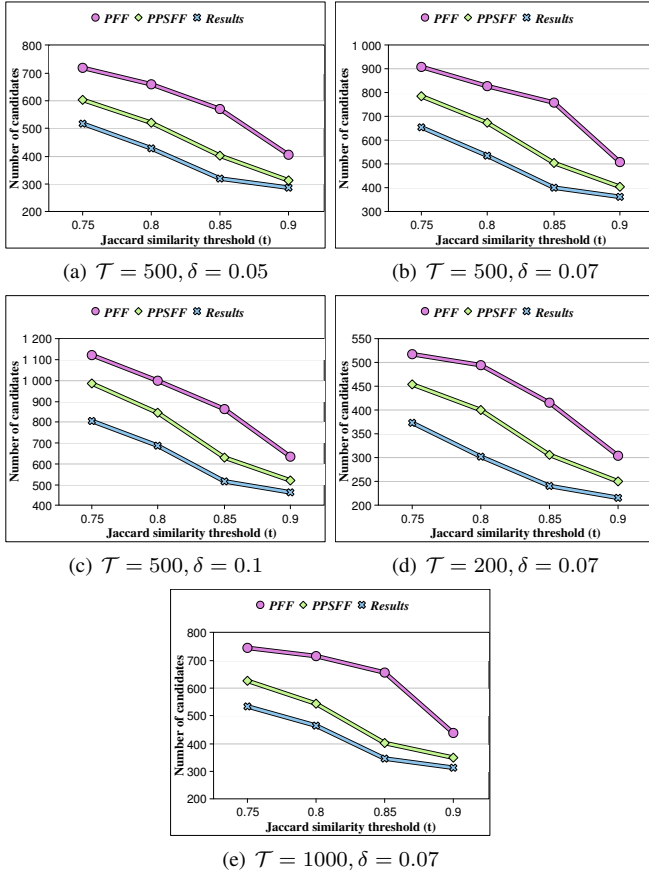 PFF PPSFF Results
Number of candidates
800
700
600
500
400
300
200
0.75 0.8 0.85 0.9
Jaccard similarity threshold (t)
(a) 𝒯 = 500, δ = 0.05
PFF PPSFF Results
Number of candidates
1 000
900
800
700
600
500
400
300
0.75 0.8 0.85 0.9
Jaccard similarity threshold (t)
(b) 𝒯 = 500, δ = 0.07
PFF PPSFF Results
Number of candidates
1 200
1 100
1 000
900
800
700
600
500
400
0.75 0.8 0.85 0.9
Jaccard similarity threshold (t)
(c) 𝒯 = 500, δ = 0.1
PFF PPSFF Results
Number of candidates
550
500
450
400
350
300
250
200
0.75 0.8 0.85 0.9
Jaccard similarity threshold (t)
(d) 𝒯 = 200, δ = 0.07
PFF PPSFF Results
Number of candidates
800
700
600
500
400
300
200
0.75 0.8 0.85 0.9
Jaccard similarity threshold (t)
(e) 𝒯 = 1000, δ = 0.07